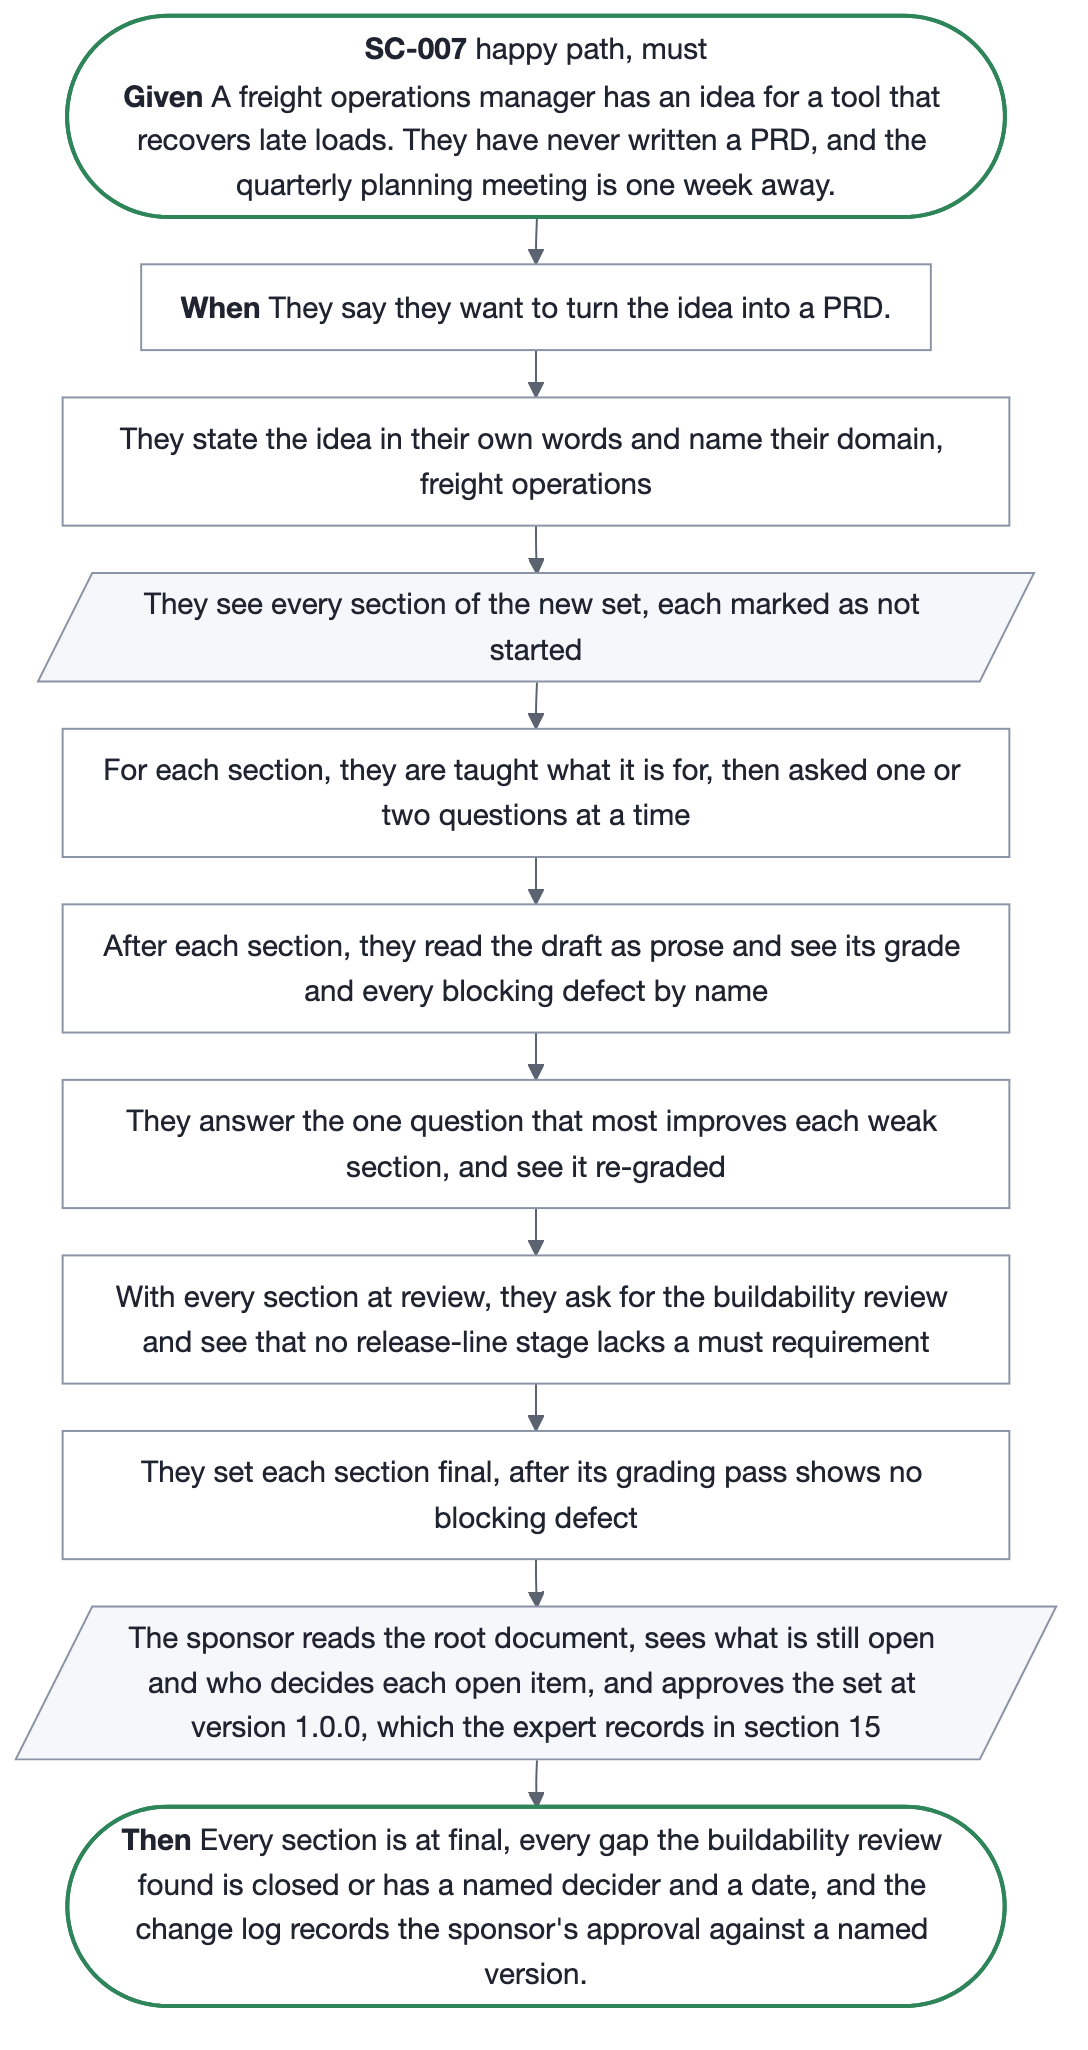 SC-007 happy path, must
Given A freight operations manager has an idea for a tool that
recovers late loads. They have never written a PRD, and the
quarterly planning meeting is one week away.
When They say they want to turn the idea into a PRD.
They state the idea in their own words and name their domain,
freight operations
They see every section of the new set, each marked as not
started
For each section, they are taught what it is for, then asked one or
two questions at a time
After each section, they read the draft as prose and see its grade
and every blocking defect by name
They answer the one question that most improves each weak
section, and see it re-graded
With every section at review, they ask for the buildability review
and see that no release-line stage lacks a must requirement
They set each section final, after its grading pass shows no
blocking defect
The sponsor reads the root document, sees what is still open
and who decides each open item, and approves the set at
version 1.0.0, which the expert records in section 15
Then Every section is at final, every gap the buildability review
found is closed or has a named decider and a date, and the
change log records the sponsor's approval against a named
version.